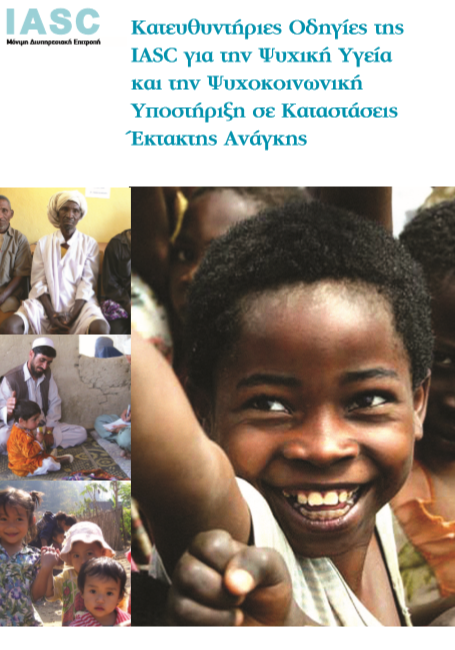 IASC
Μόνιμη Διυπηρεσιακή Επιτροπή
Κατευθυντήριες Οδηγίες της
IASC για την Ψυχική Υγεία
και την Ψυχοκοινωνική
Υποστήριξη σε Καταστάσεις
Έκτακτης Ανάγκης